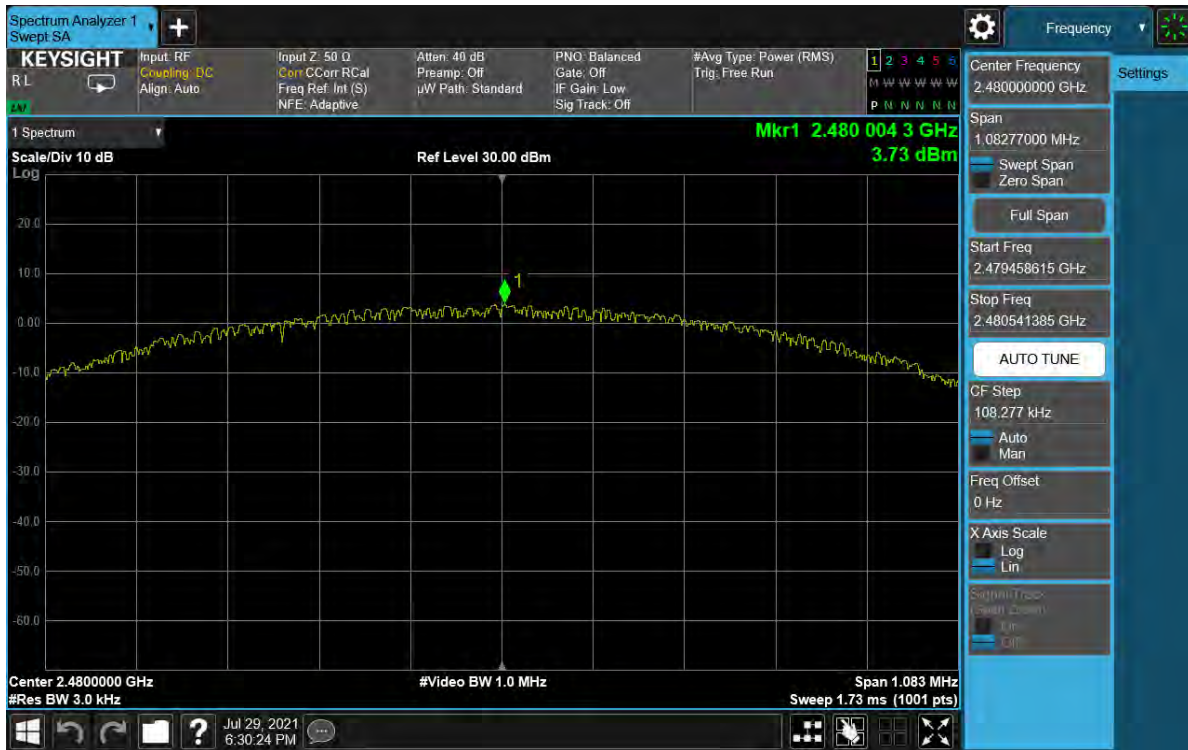 Spectrum Analyzer 1
Swept SA
Frequency
KEYSIGHT
R L
Input: RF
Coupling: DC
Align: Auto
Input Z: 50 Ω
Corr CCorr RCal
Freq Ref: Int (S)
NFE: Adaptive
Atten: 40 dB
Preamp: Off
µW Path: Standard
PNO: Balanced
Gate: Off
IF Gain: Low
Sig Track: Off
#Avg Type: Power (RMS)
Trig: Free Run
1 2 3 4 5 6
M W W W W W
P N N N N N
1 Spectrum
Scale/Div 10 dB
Ref Level 30.00 dBm
Mkr1 2.480 004 3 GHz
3.73 dBm
Log
20.0
10.0
0.00
-10.0
-20.0
-30.0
-40.0
-50.0
-60.0
1
Center 2.4800000 GHz
#Res BW 3.0 kHz
#Video BW 1.0 MHz
Span 1.083 MHz
Sweep 1.73 ms (1001 pts)
Jul 29, 2021
6:30:24 PM
Center Frequency
2.480000000 GHz
Settings
Span
1.08277000 MHz
Swept Span
Zero Span
Full Span
Start Freq
2.479458615 GHz
Stop Freq
2.480541385 GHz
AUTO TUNE
CF Step
108.277 kHz
Auto
Man
Freq Offset
0 Hz
X Axis Scale
Log
Lin
Signal Track
(Span Zoom)
On
Off